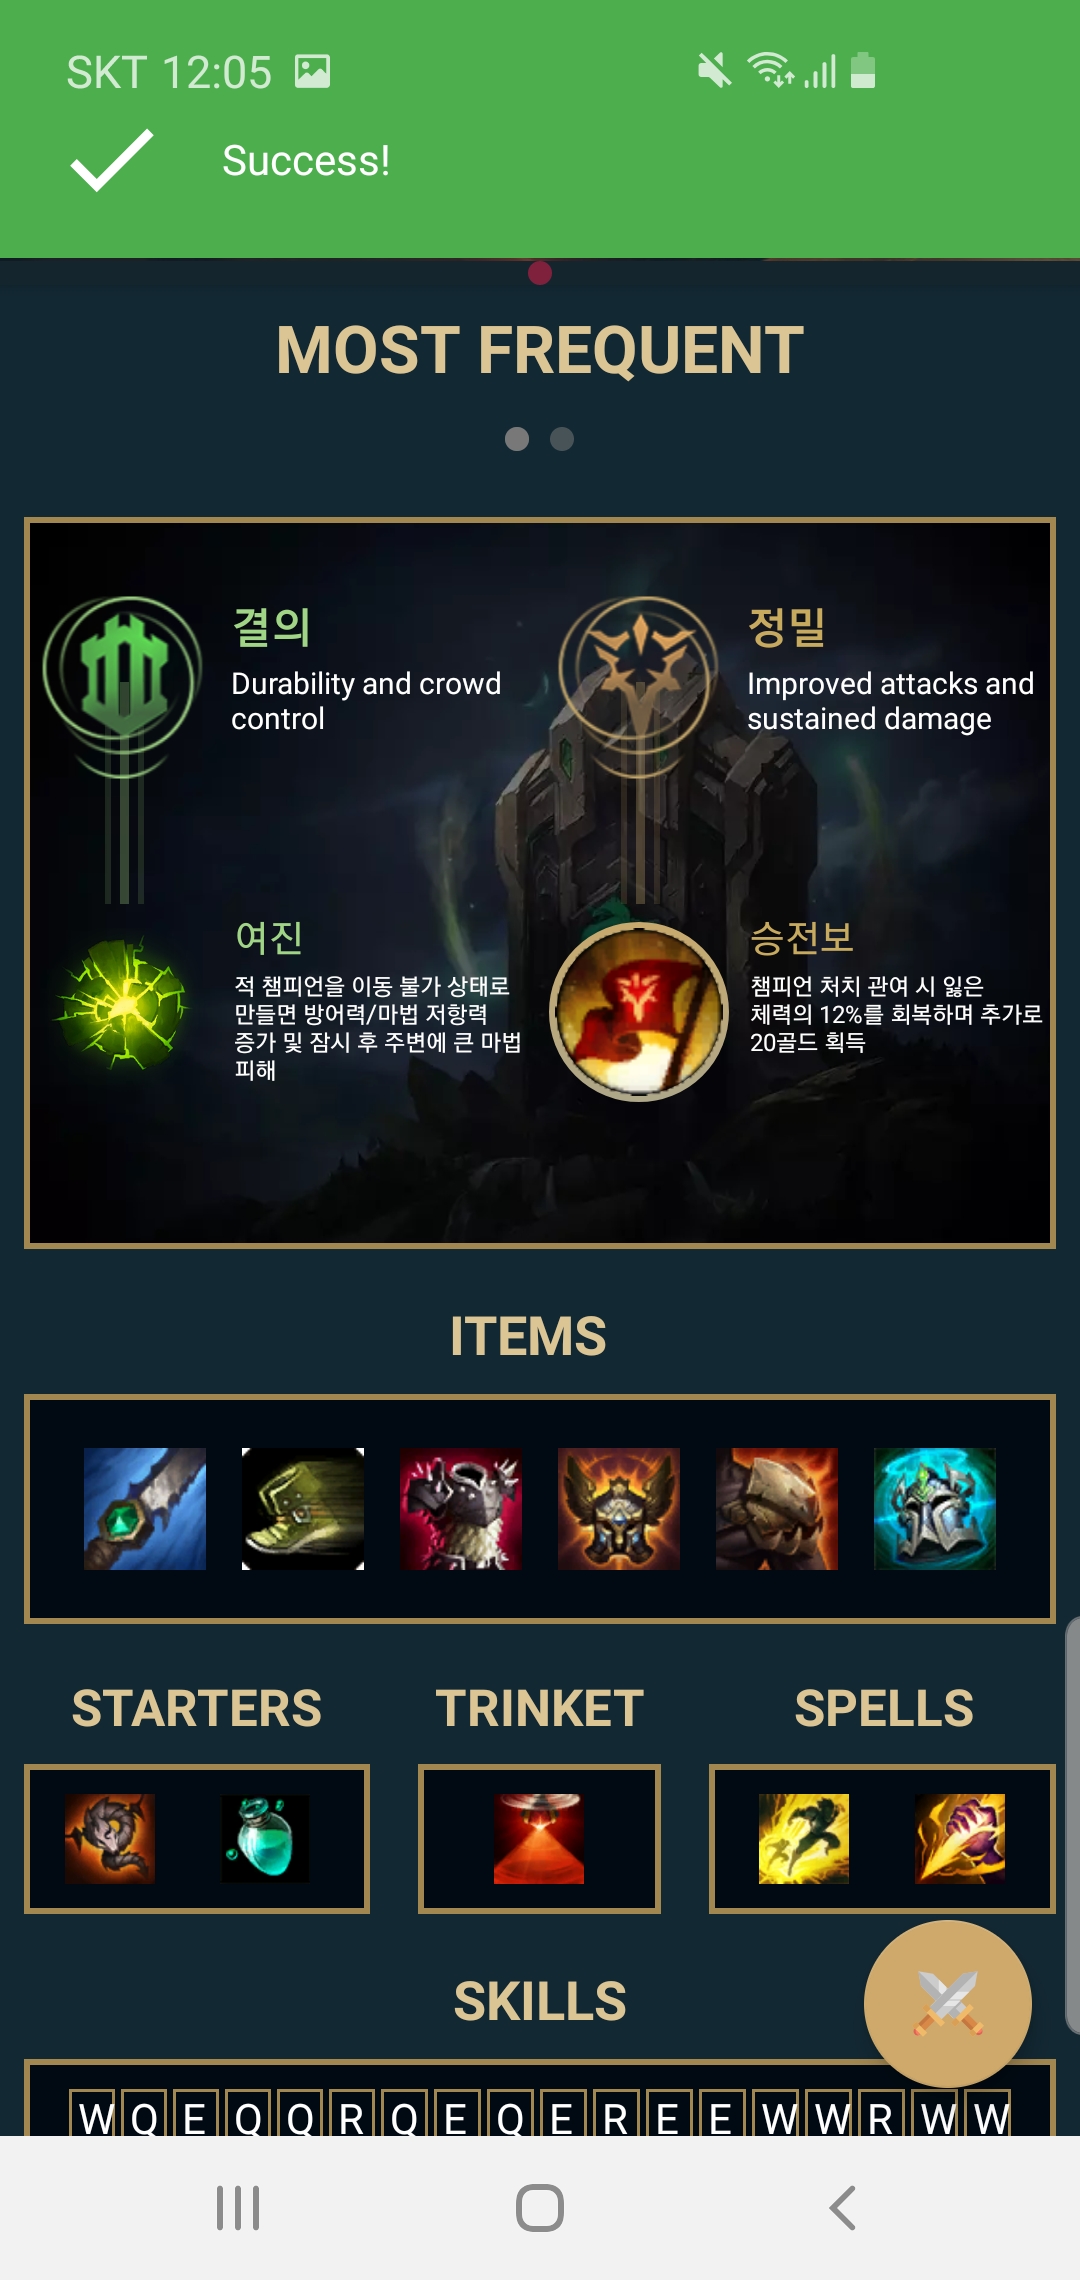 SKT 12:05
Success!
MOST FREQUENT
결의
Durability and crowd
control
정밀
Improved attacks and
sustained damage
여진
적 챔피언을 이동 불가 상태로
만들면 방어력/마법 저항력
증가 및 잠시 후 주변에 큰 마법
피해
승전보
챔피언 처치 관여 시 잃은
체력의 12%를 회복하며 추가로
20골드 획득
ITEMS
STARTERS
TRINKET
SPELLS
SKILLS
W Q E Q Q R Q E Q E R E E W W R W W